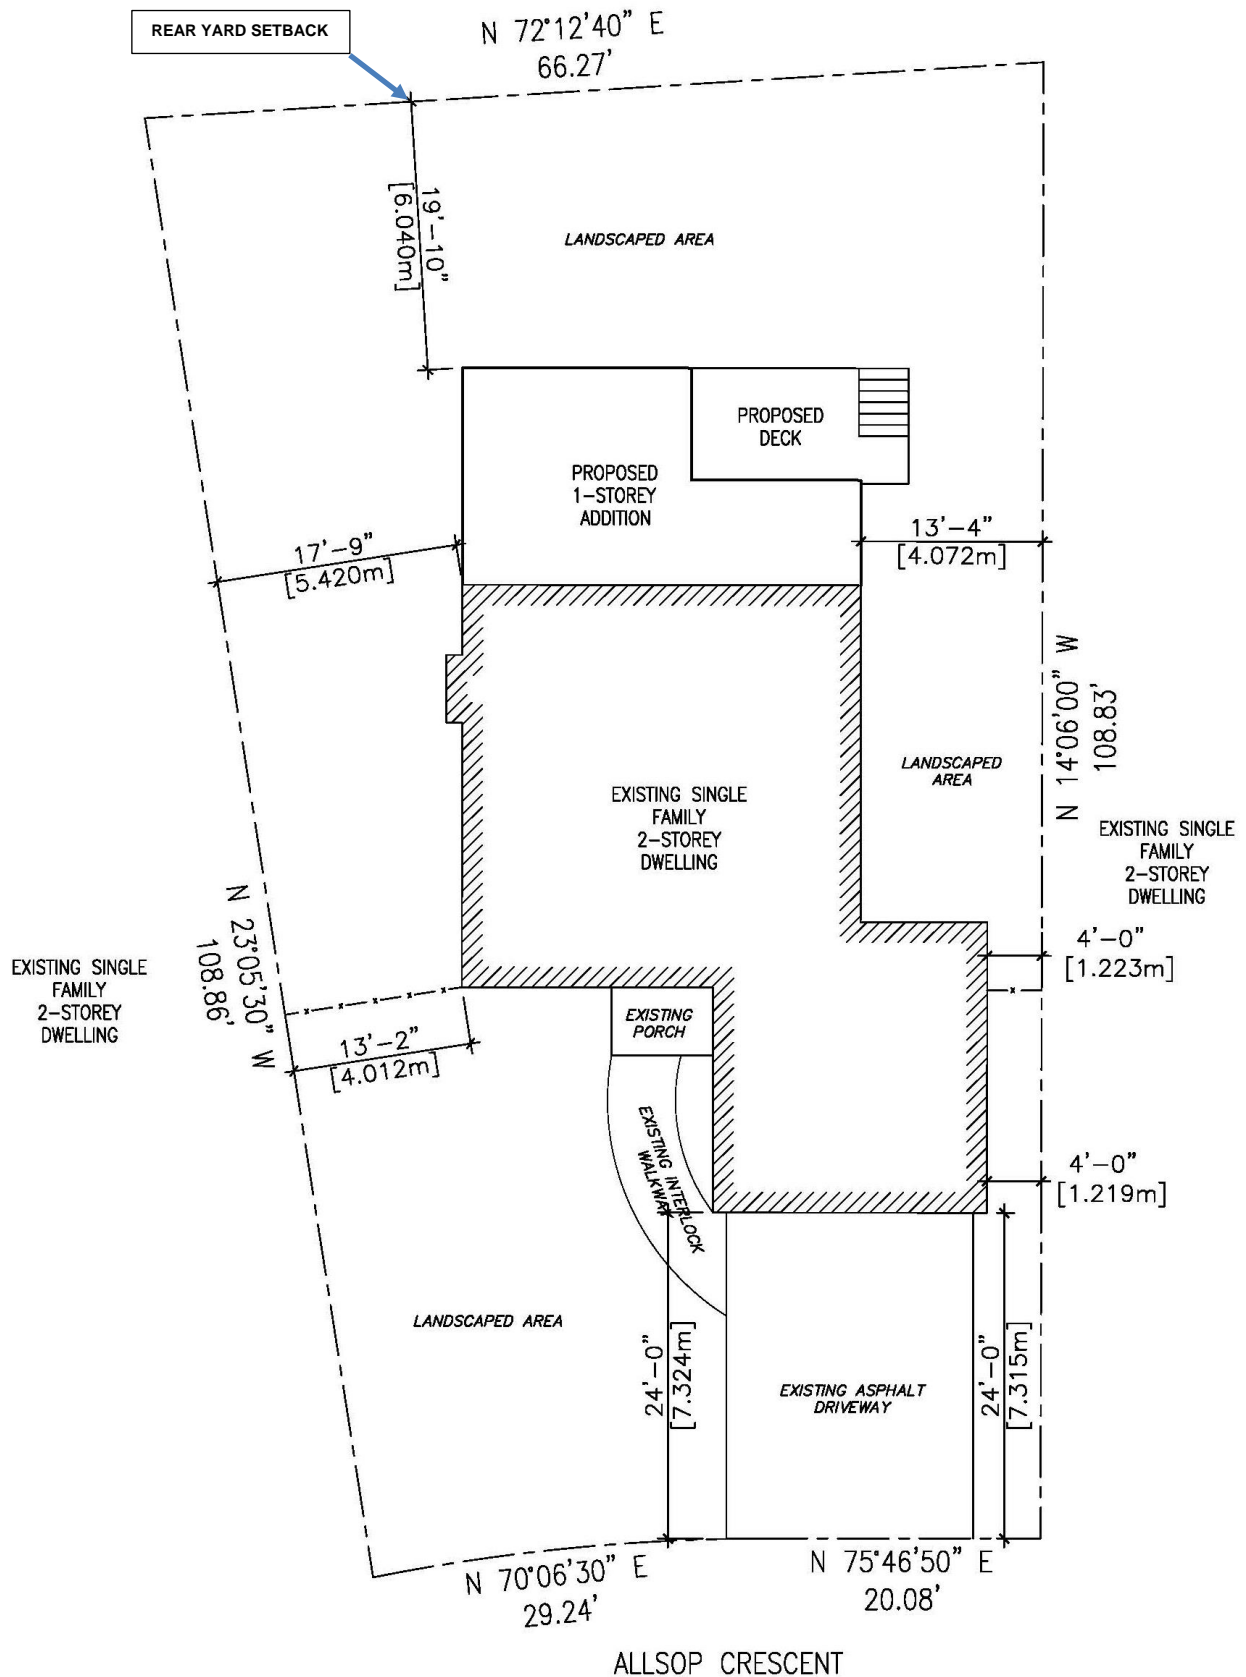 REAR YARD SETBACK
N 72°12'40" E
66.27'
19'-10"
[6.040m]
LANDSCAPED AREA
PROPOSED
DECK
PROPOSED
1-STOREY
ADDITION
17'-9"
[5.420m]
13'-4"
[4.072m]
N 14°06'00" W
108.83'
LANDSCAPED
AREA
EXISTING SINGLE
FAMILY
2-STOREY
DWELLING
EXISTING SINGLE
FAMILY
2-STOREY
DWELLING
N 23°05'30" W
108.86'
EXISTING SINGLE
FAMILY
2-STOREY
DWELLING
4'-0"
[1.223m]
EXISTING
PORCH
13'-2"
[4.012m]
EXISTING INTERLOCK
WALKWAY
4'-0"
[1.219m]
LANDSCAPED AREA
24'-0"
[7.324m]
EXISTING ASPHALT
DRIVEWAY
24'-0"
[7.315m]
N 70°06'30" E
29.24'
N 75°46'50" E
20.08'
ALLSOP CRESCENT